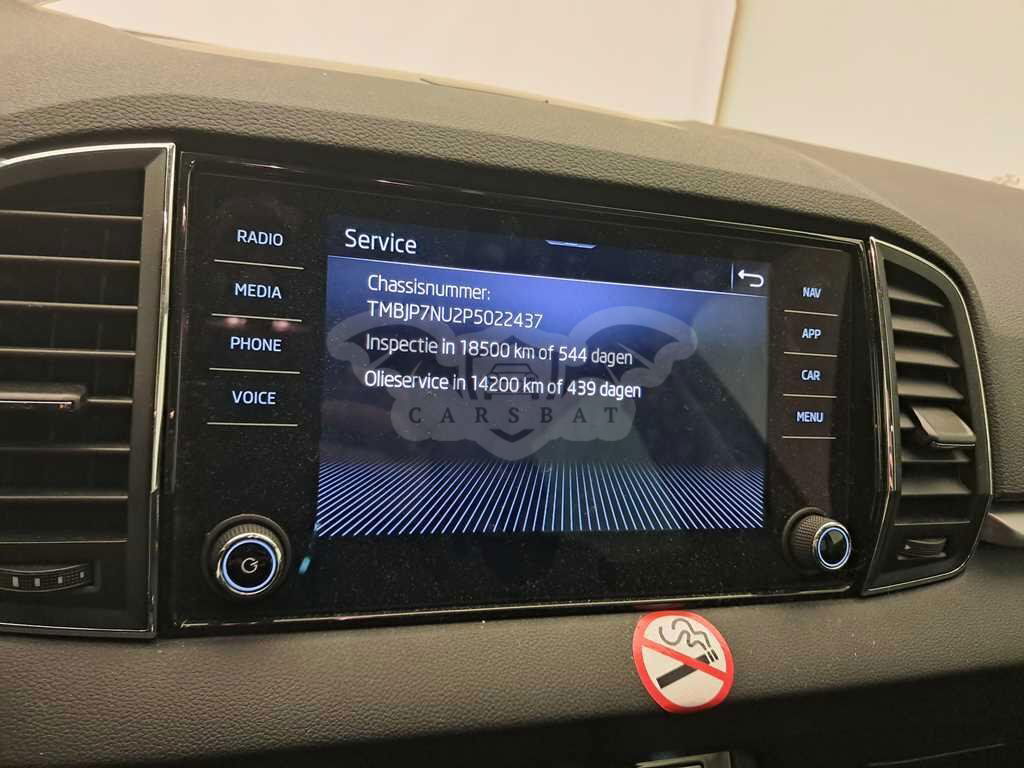 RADIO
MEDIA
PHONE
VOICE
Service
Chassisnummer:
TMBJP7NU2P5022437
Inspectie in 18500 km of 544 dagen
Olieservice in 14200 km of 439 dagen
CARSBAT
NAV
APP
CAR
MENU